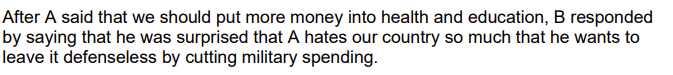 After A said that we should put more money into health and education, B responded
by saying that he was surprised that A hates our country so much that he wants to
leave it defenseless by cutting military spending.